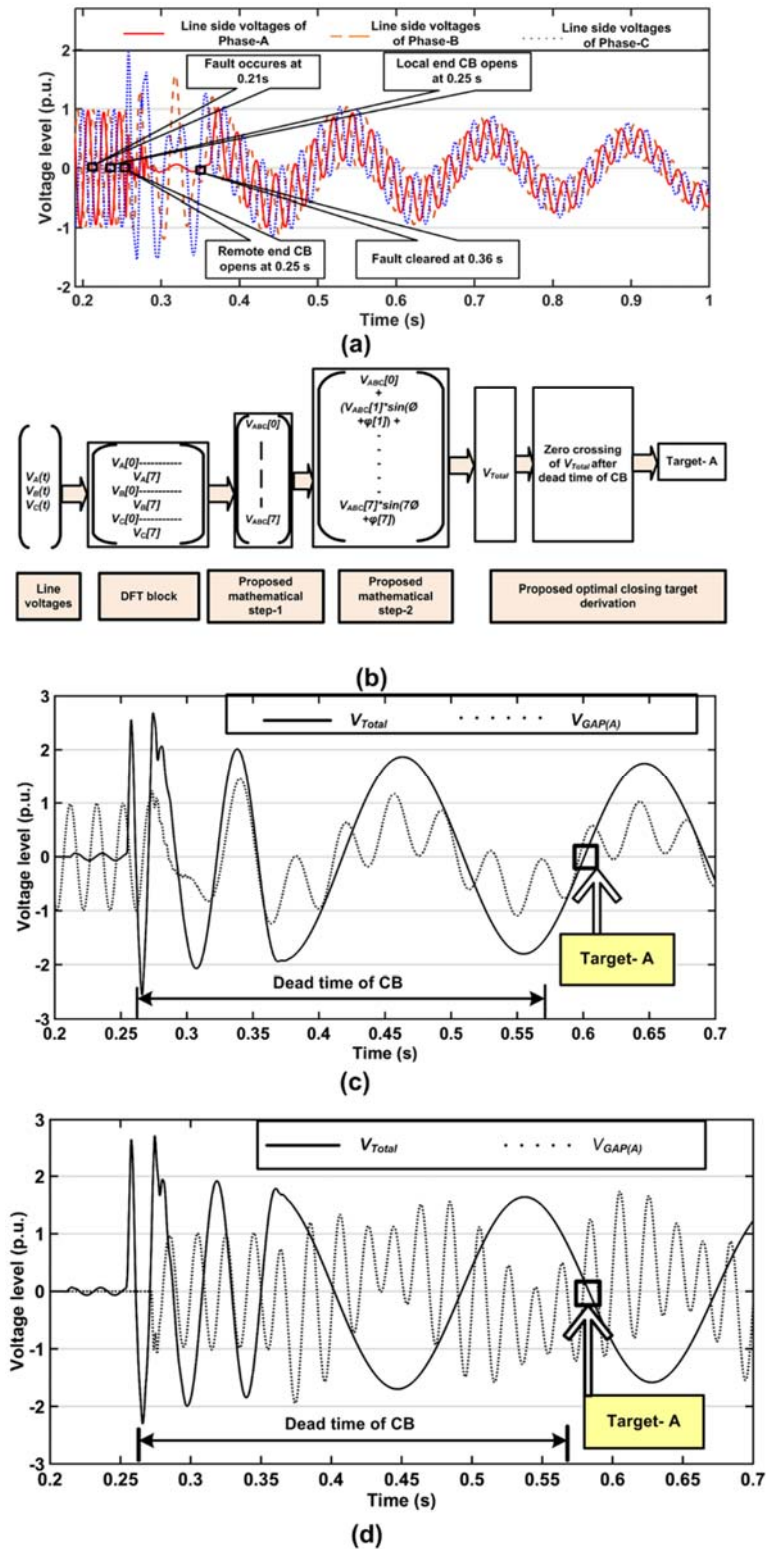 Line side voltages of Phase-A
Line side voltages of Phase-B
Line side voltages of Phase-C
Fault occures at 0.21s
Local end CB opens at 0.25 s
Remote end CB opens at 0.25 s
Fault cleared at 0.36 s
Voltage level (p.u.)
2
1
0
-1
-2
0.2 0.3 0.4 0.5 0.6 0.7 0.8 0.9 1
Time (s)
(a)
VA(t)
VB(t)
VC(t)
VA[0]----------
VA[7]
VB[0]----------
VB[7]
VC[0]----------
VC[7]
VABC[0]
VABC[7]
VABC[0]
+
(VABC[1]*sin(Ø
+φ[1]) +
VABC[7]*sin(7Ø
+φ[7])
VTotal
Zero crossing
of VTotal after
dead time of CB
Target- A
Line
voltages
DFT block
Proposed
mathematical
step-1
Proposed
mathematical
step-2
Proposed optimal closing target
derivation
(b)
VTotal
VGAP(A)
Voltage level (p.u.)
3
2
1
0
-1
-2
-3
Target- A
Dead time of CB
0.2 0.25 0.3 0.35 0.4 0.45 0.5 0.55 0.6 0.65 0.7
Time (s)
(c)
VTotal
VGAP(A)
Voltage level (p.u.)
3
2
1
0
-1
-2
-3
Target- A
Dead time of CB
0.2 0.25 0.3 0.35 0.4 0.45 0.5 0.55 0.6 0.65 0.7
Time (s)
(d)